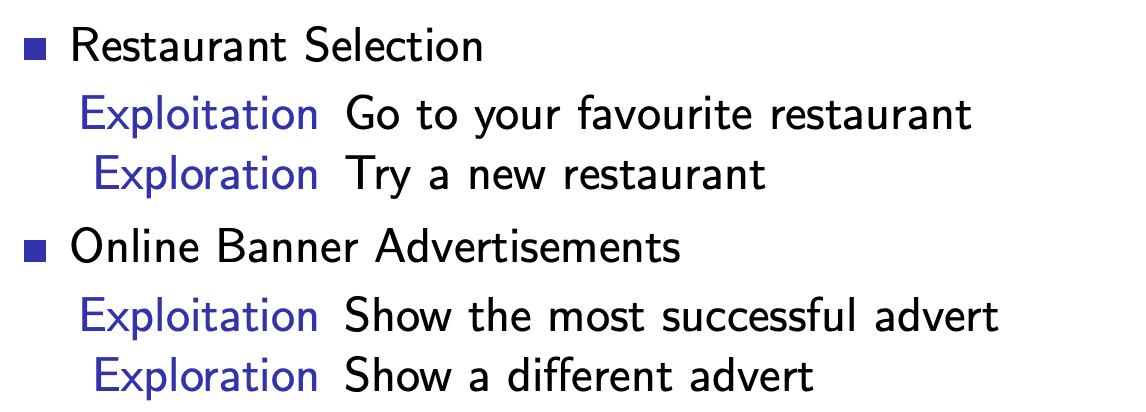 Restaurant Selection
Exploitation Go to your favourite restaurant
Exploration Try a new restaurant
Online Banner Advertisements
Exploitation Show the most successful advert
Exploration Show a different advert